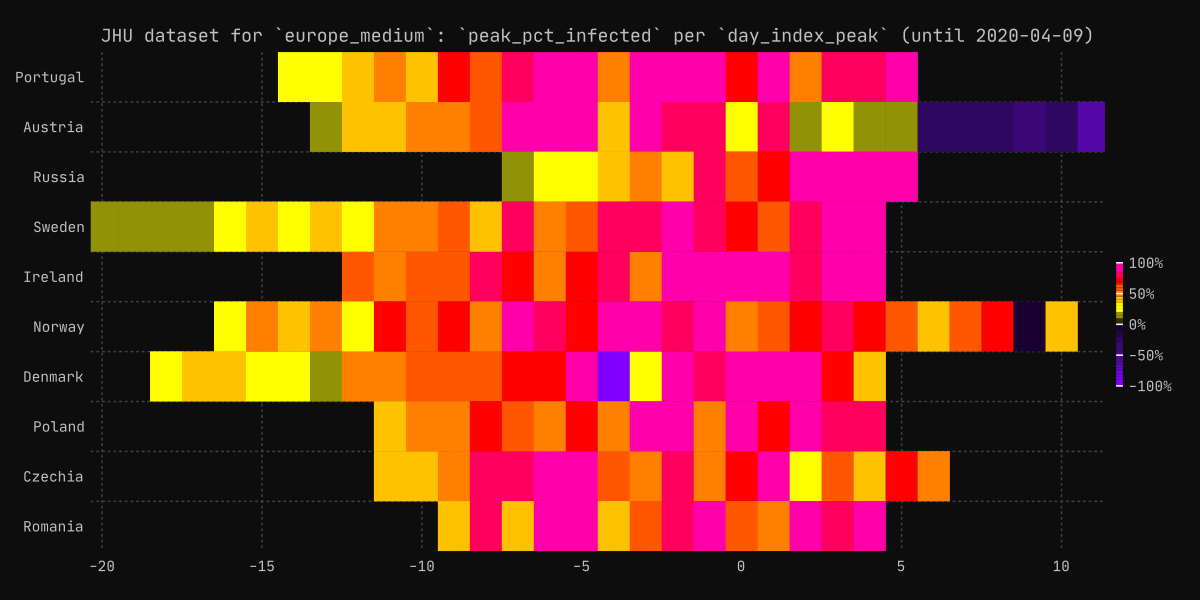 JHU dataset for `europe_medium`: `peak_pct_infected` per `day_index_peak` (until 2020-04-09)
Portugal
Austria
Russia
Sweden
Ireland
Norway
Denmark
Poland
Czechia
Romania
100%
50%
0%
-50%
-100%
-20 -15 -10 -5 0 5 10